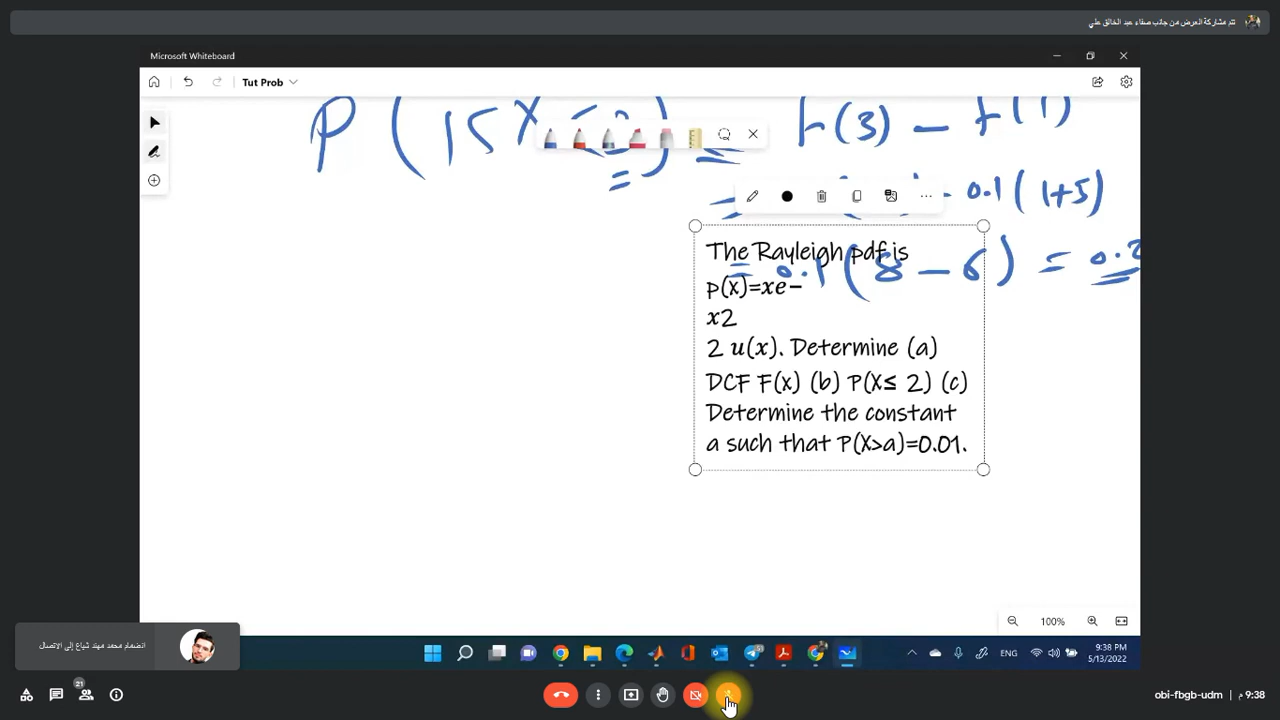 تتم مشاركة العرض من جانب صفاء عبد الخالق علي
Microsoft Whiteboard
Tut Prob
P(1≤X≤3) = F(3) - F(1)
0.1(1+5)
= 0.1(8-6) = 0.2
The Rayleigh pdf is
p(x)=xe−
x2
2 u(x). Determine (a)
DCF F(x) (b) P(X≤ 2) (c)
Determine the constant
a such that P(X>a)=0.01.
100%
انضمام محمد مهند شياع إلى الاتصال
ENG
9:38 PM
5/13/2022
21
obi-fbgb-udm | 9:38 م